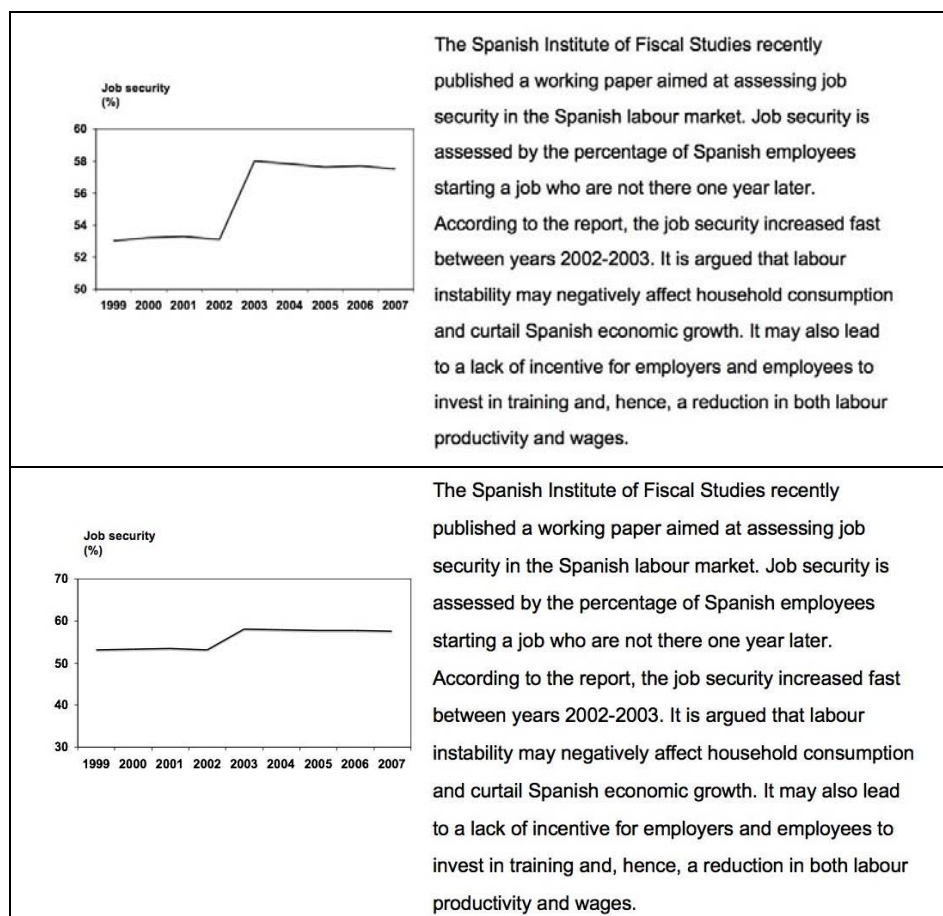 Job security
(%)
60
58
56
54
52
50
1999 2000 2001 2002 2003 2004 2005 2006 2007
The Spanish Institute of Fiscal Studies recently
published a working paper aimed at assessing job
security in the Spanish labour market. Job security is
assessed by the percentage of Spanish employees
starting a job who are not there one year later.
According to the report, the job security increased fast
between years 2002-2003. It is argued that labour
instability may negatively affect household consumption
and curtail Spanish economic growth. It may also lead
to a lack of incentive for employers and employees to
invest in training and, hence, a reduction in both labour
productivity and wages.
Job security
(%)
70
60
50
40
30
1999 2000 2001 2002 2003 2004 2005 2006 2007
The Spanish Institute of Fiscal Studies recently
published a working paper aimed at assessing job
security in the Spanish labour market. Job security is
assessed by the percentage of Spanish employees
starting a job who are not there one year later.
According to the report, the job security increased fast
between years 2002-2003. It is argued that labour
instability may negatively affect household consumption
and curtail Spanish economic growth. It may also lead
to a lack of incentive for employers and employees to
invest in training and, hence, a reduction in both labour
productivity and wages.